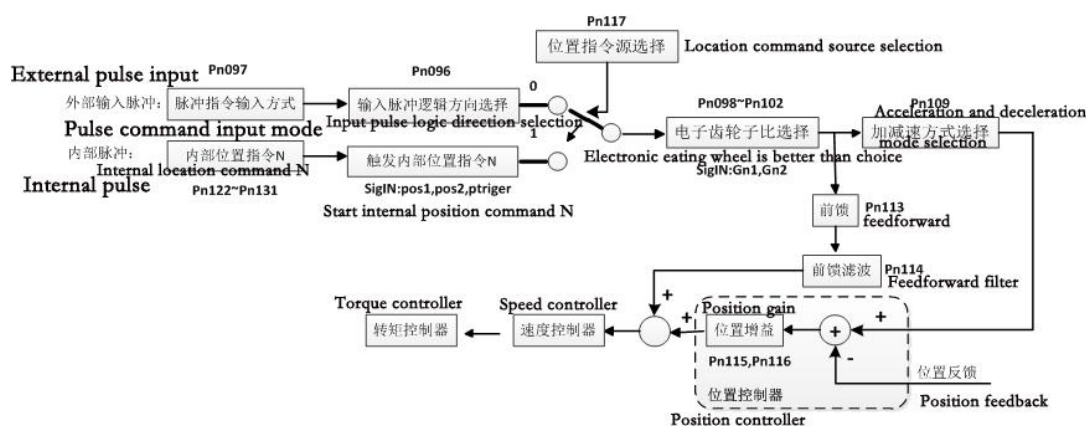 Pn117
位置指令源选择
Location command source selection
External pulse input
Pn097
Pn096
0
外部输入脉冲:
脉冲指令输入方式
输入脉冲逻辑方向选择
Input pulse logic direction selection
Pn098~Pn102
Pn109
Acceleration and deceleration
mode selection
电子齿轮子比选择
加减速方式选择
Pulse command input mode
1
内部脉冲:
内部位置指令N
触发内部位置指令N
Electronic eating wheel is better than choice
SigIN:Gn1,Gn2
Internal location command N
Internal pulse
Pn122~Pn131
SigIN:pos1,pos2,ptriger
Start internal position command N
前馈
Pn113
feedforward
前馈滤波
Pn114
Feedforward filter
Torque controller
Speed controller
+
Position gain
转矩控制器
速度控制器
+
位置增益
+
+
-
Pn115,Pn116
位置反馈
Position feedback
位置控制器
Position controller